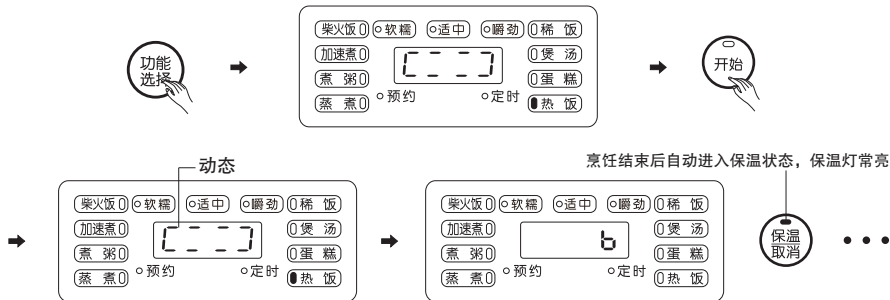 功能
选择
柴火饭 软糯 适中 嚼劲 稀饭
加速煮 煲汤
煮粥 蛋糕
蒸煮 预约 定时 热饭
开始
动态
烹饪结束后自动进入保温状态，保温灯常亮
柴火饭 软糯 适中 嚼劲 稀饭
加速煮 煲汤
煮粥 蛋糕
蒸煮 预约 定时 热饭
柴火饭 软糯 适中 嚼劲 稀饭
加速煮 煲汤
b
煮粥 蛋糕
蒸煮 预约 定时 热饭
保温
取消